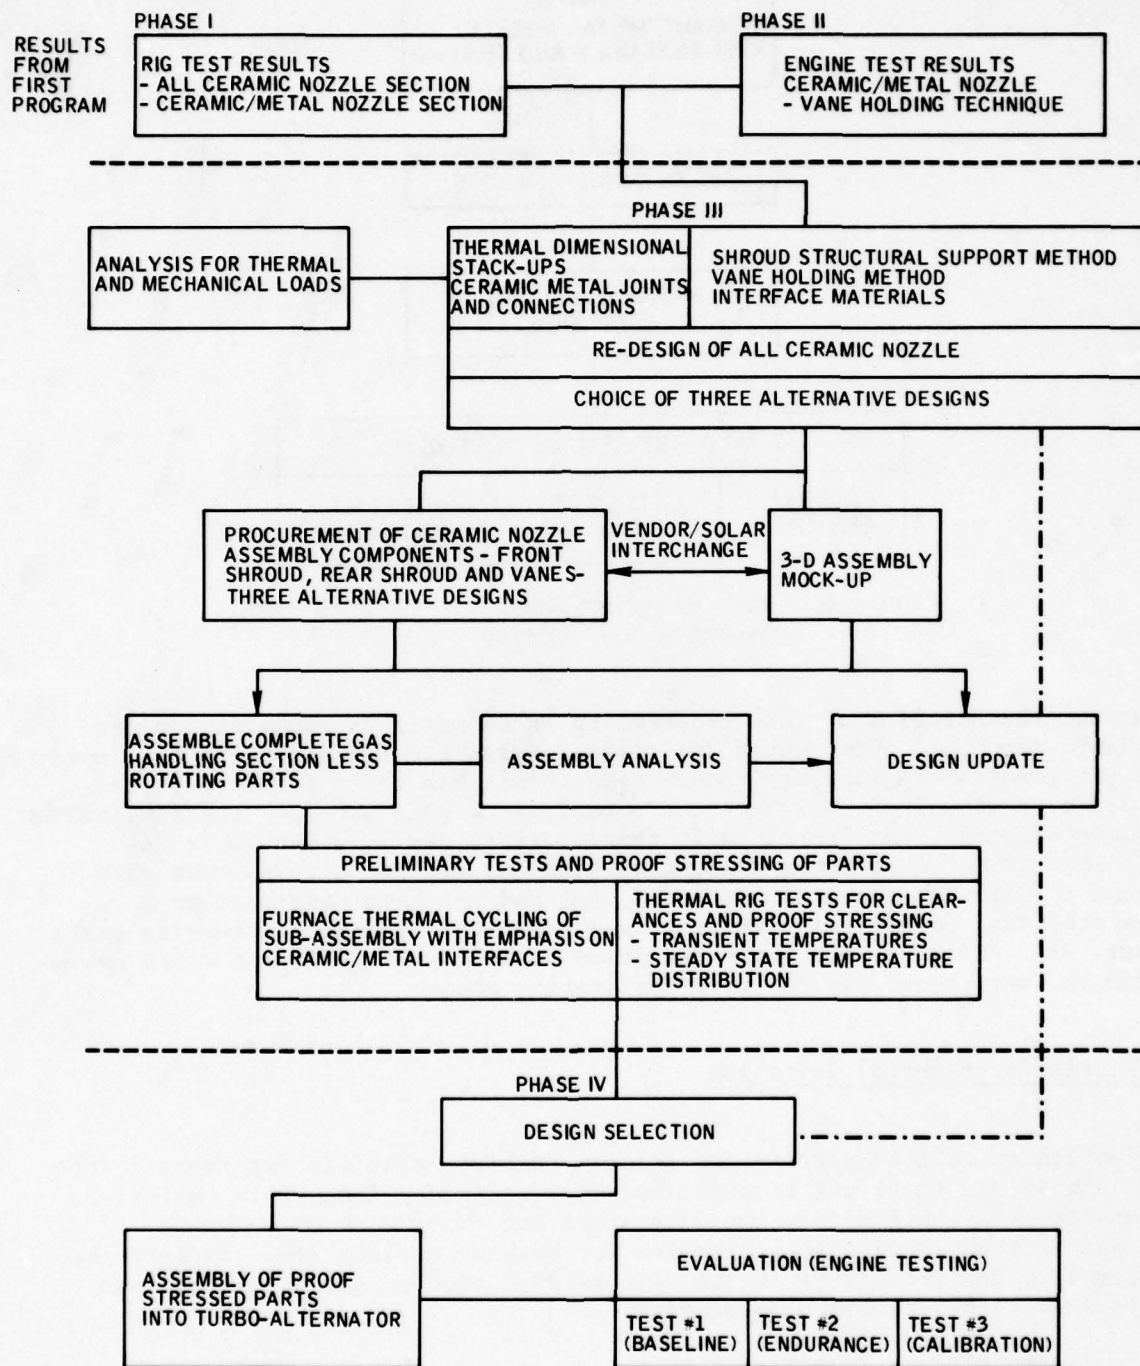 PHASE I
PHASE II
RESULTS
FROM
FIRST
PROGRAM
RIG TEST RESULTS
- ALL CERAMIC NOZZLE SECTION
- CERAMIC/METAL NOZZLE SECTION
ENGINE TEST RESULTS
CERAMIC/METAL NOZZLE
- VANE HOLDING TECHNIQUE
PHASE III
ANALYSIS FOR THERMAL
AND MECHANICAL LOADS
THERMAL DIMENSIONAL
STACK-UPS
CERAMIC METAL JOINTS
AND CONNECTIONS
SHROUD STRUCTURAL SUPPORT METHOD
VANE HOLDING METHOD
INTERFACE MATERIALS
RE-DESIGN OF ALL CERAMIC NOZZLE
CHOICE OF THREE ALTERNATIVE DESIGNS
PROCUREMENT OF CERAMIC NOZZLE
ASSEMBLY COMPONENTS - FRONT
SHROUD, REAR SHROUD AND VANES-
THREE ALTERNATIVE DESIGNS
VENDOR/SOLAR
INTERCHANGE
3-D ASSEMBLY
MOCK-UP
ASSEMBLE COMPLETE GAS
HANDLING SECTION LESS
ROTATING PARTS
ASSEMBLY ANALYSIS
DESIGN UPDATE
PRELIMINARY TESTS AND PROOF STRESSING OF PARTS
FURNACE THERMAL CYCLING OF
SUB-ASSEMBLY WITH EMPHASIS ON
CERAMIC/METAL INTERFACES
THERMAL RIG TESTS FOR CLEAR-
ANCES AND PROOF STRESSING
- TRANSIENT TEMPERATURES
- STEADY STATE TEMPERATURE
DISTRIBUTION
PHASE IV
DESIGN SELECTION
ASSEMBLY OF PROOF
STRESSED PARTS
INTO TURBO-ALTERNATOR
EVALUATION (ENGINE TESTING)
TEST #1
(BASELINE)
TEST #2
(ENDURANCE)
TEST #3
(CALIBRATION)